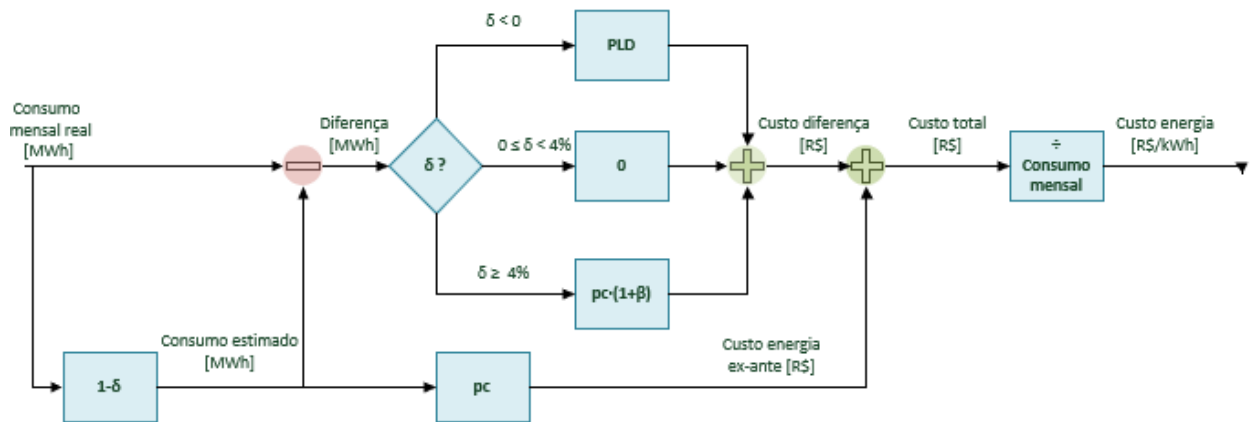 δ < 0
PLD
Consumo
mensal real
[MWh]
Diferença
[MWh]
δ ?
0 ≤ δ < 4%
0
Custo diferença
[R$]
Custo total
[R$]
÷
Consumo
mensal
Custo energia
[R$/kWh]
δ ≥ 4%
pc·(1+β)
Consumo estimado
[MWh]
1-δ
pc
Custo energia
ex-ante [R$]